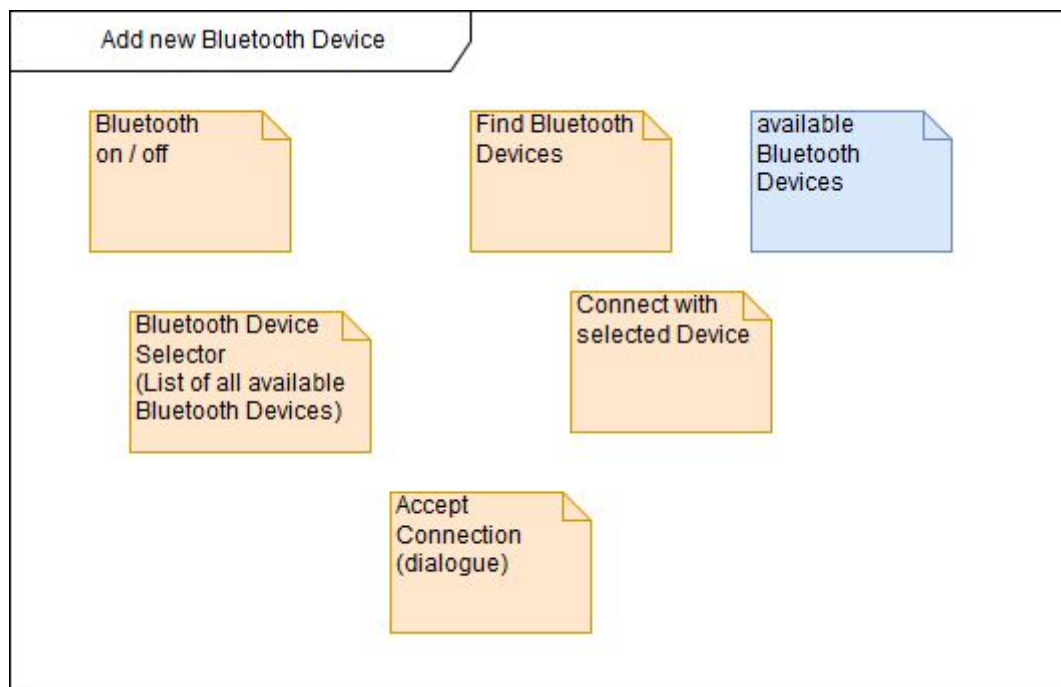 Add new Bluetooth Device
Bluetooth
on / off
Find Bluetooth
Devices
available
Bluetooth
Devices
Bluetooth Device
Selector
(List of all available
Bluetooth Devices)
Connect with
selected Device
Accept
Connection
(dialogue)